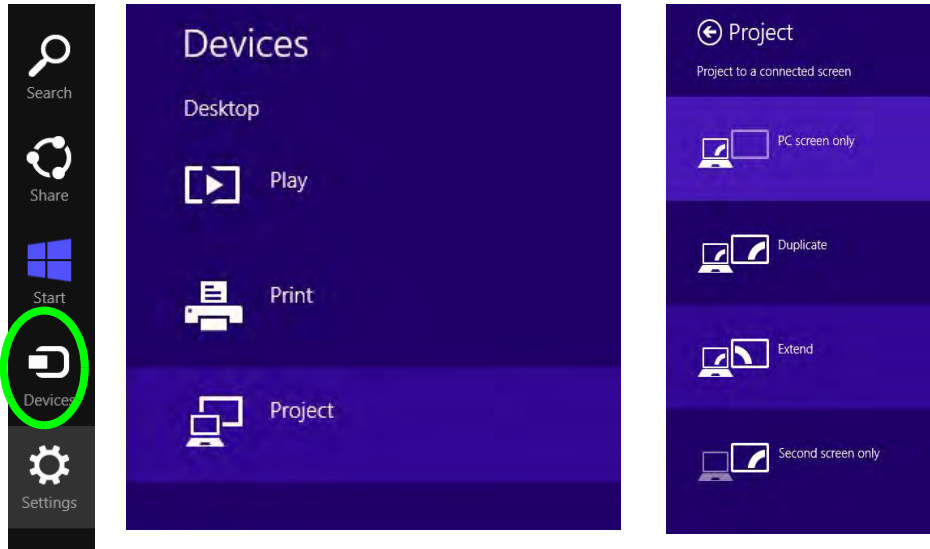 Search
Share
Start
Devices
Settings
Devices
Desktop
Play
Print
Project
Project
Project to a connected screen
PC screen only
Duplicate
Extend
Second screen only